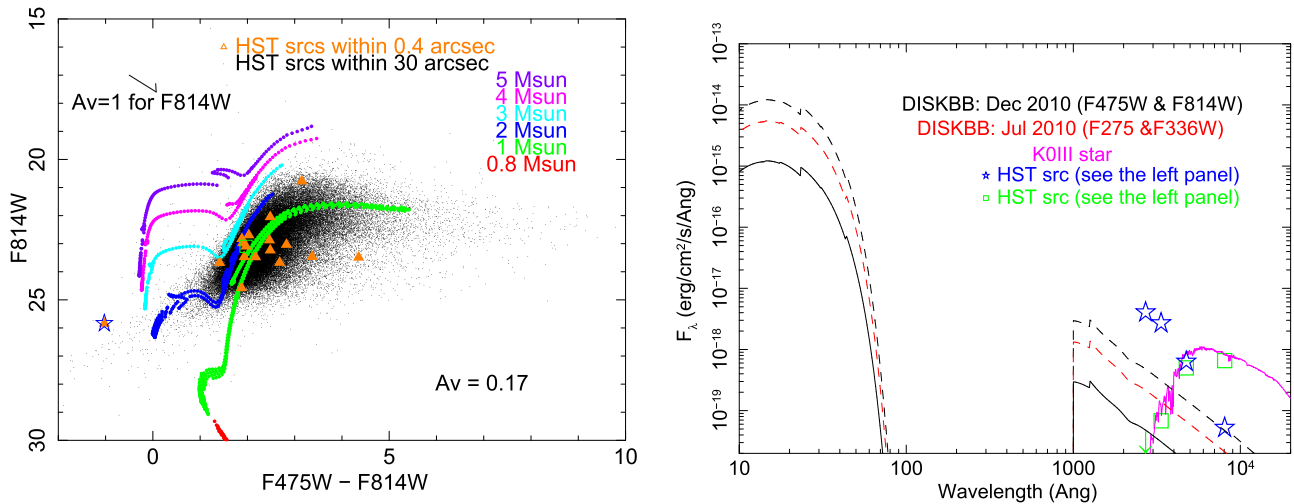 HST srcs within 0.4 arcsec
HST srcs within 30 arcsec
Av=1 for F814W
5 Msun
4 Msun
3 Msun
2 Msun
1 Msun
0.8 Msun
Av = 0.17
15
20
25
30
F814W
0
5
10
F475W − F814W
DISKBB: Dec 2010 (F475W & F814W)
DISKBB: Jul 2010 (F275 &F336W)
K0III star
HST src (see the left panel)
HST src (see the left panel)
10⁻¹³
10⁻¹⁴
10⁻¹⁵
10⁻¹⁶
10⁻¹⁷
10⁻¹⁸
10⁻¹⁹
F_λ (erg/cm²/s/Ang)
10
100
1000
10⁴
Wavelength (Ang)